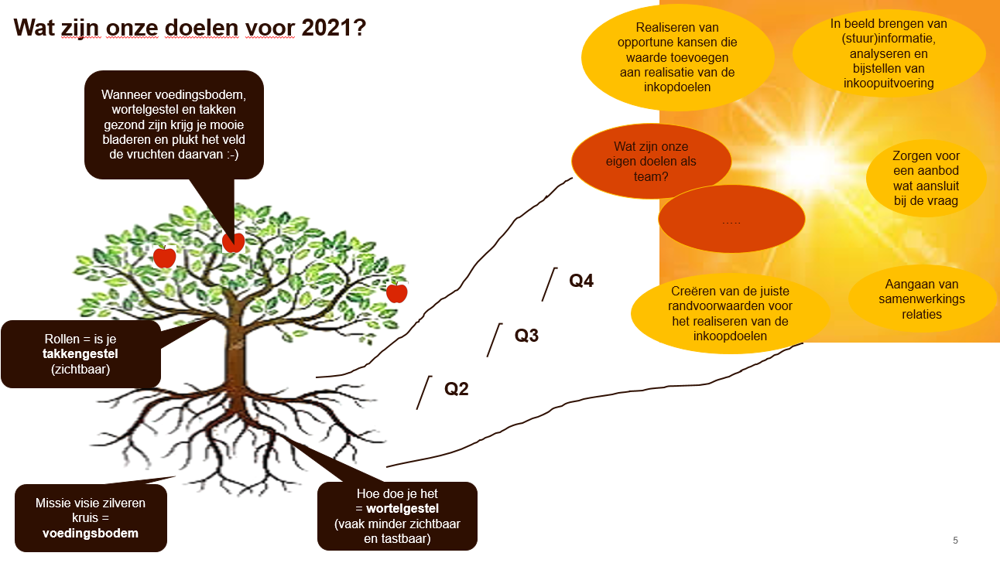 Wat zijn onze doelen voor 2021?
Wanneer voedingsbodem,
wortelgestel en takken
gezond zijn krijg je mooie
bladeren en plukt het veld
de vruchten daarvan :-)
Rollen = is je
takkengestel
(zichtbaar)
Missie visie zilveren
kruis =
voedingsbodem
Hoe doe je het
= wortelgestel
(vaak minder zichtbaar
en tastbaar)
Q2
Q3
Q4
Realiseren van
opportune kansen die
waarde toevoegen
aan realisatie van de
inkopdoelen
In beeld brengen van
(stuur)informatie,
analyseren en
bijstellen van
inkoopuitvoering
Wat zijn onze
eigen doelen als
team?
.....
Zorgen voor
een aanbod
wat aansluit
bij de vraag
Creëren van de juiste
randvoorwaarden voor
het realiseren van de
inkoopdoelen
Aangaan van
samenwerkings
relaties
5